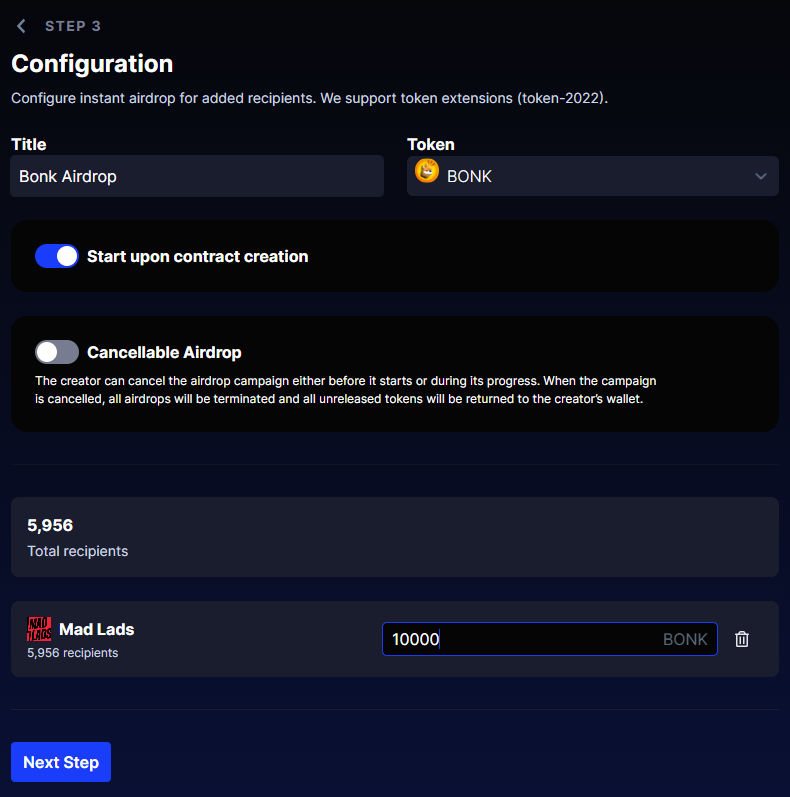 STEP 3
Configuration
Configure instant airdrop for added recipients. We support token extensions (token-2022).
Title
Token
Bonk Airdrop
BONK
Start upon contract creation
Cancellable Airdrop
The creator can cancel the airdrop campaign either before it starts or during its progress. When the campaign
is cancelled, all airdrops will be terminated and all unreleased tokens will be returned to the creator’s wallet.
5,956
Total recipients
MAD LADS
Mad Lads
5,956 recipients
10000
BONK
Next Step